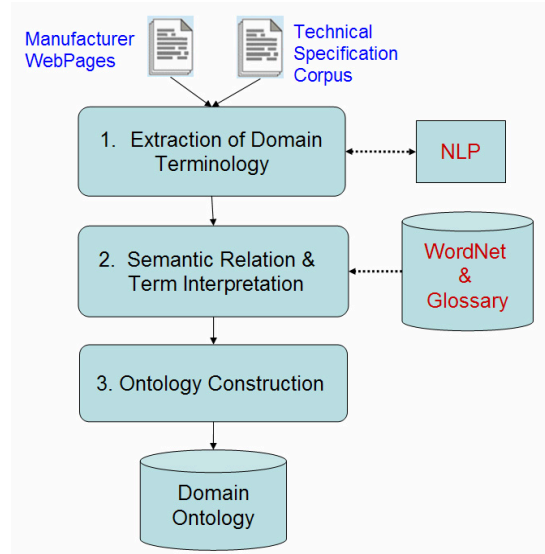 Manufacturer
WebPages
Technical
Specification
Corpus
1. Extraction of Domain
Terminology
NLP
2. Semantic Relation &
Term Interpretation
WordNet
&
Glossary
3. Ontology Construction
Domain
Ontology